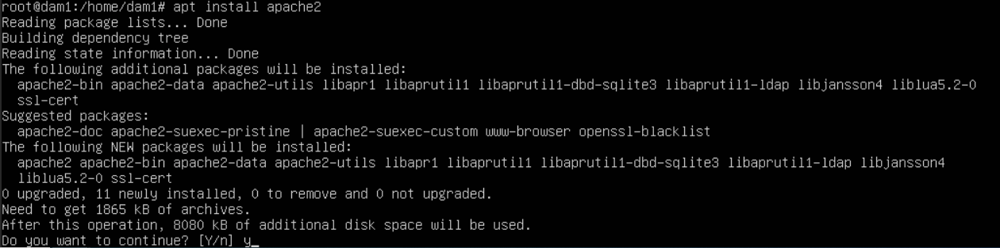 root@dam1:/home/dam1# apt install apache2
Reading package lists... Done
Building dependency tree
Reading state information... Done
The following additional packages will be installed:
  apache2-bin apache2-data apache2-utils libapr1 libaprutil1 libaprutil1-dbd-sqlite3 libaprutil1-ldap libjansson4 liblua5.2-0
  ssl-cert
Suggested packages:
  apache2-doc apache2-suexec-pristine | apache2-suexec-custom www-browser openssl-blacklist
The following NEW packages will be installed:
  apache2 apache2-bin apache2-data apache2-utils libapr1 libaprutil1 libaprutil1-dbd-sqlite3 libaprutil1-ldap libjansson4
  liblua5.2-0 ssl-cert
0 upgraded, 11 newly installed, 0 to remove and 0 not upgraded.
Need to get 1865 kB of archives.
After this operation, 8080 kB of additional disk space will be used.
Do you want to continue? [Y/n] y_